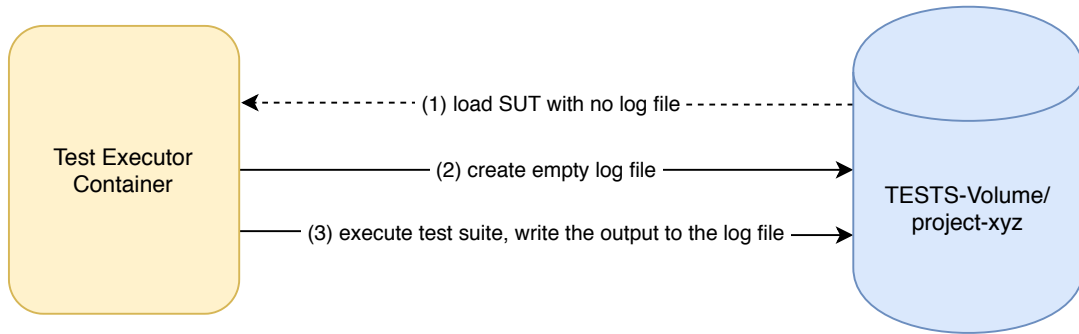 (1) load SUT with no log file
Test Executor
Container
(2) create empty log file
TESTS-Volume/
project-xyz
(3) execute test suite, write the output to the log file